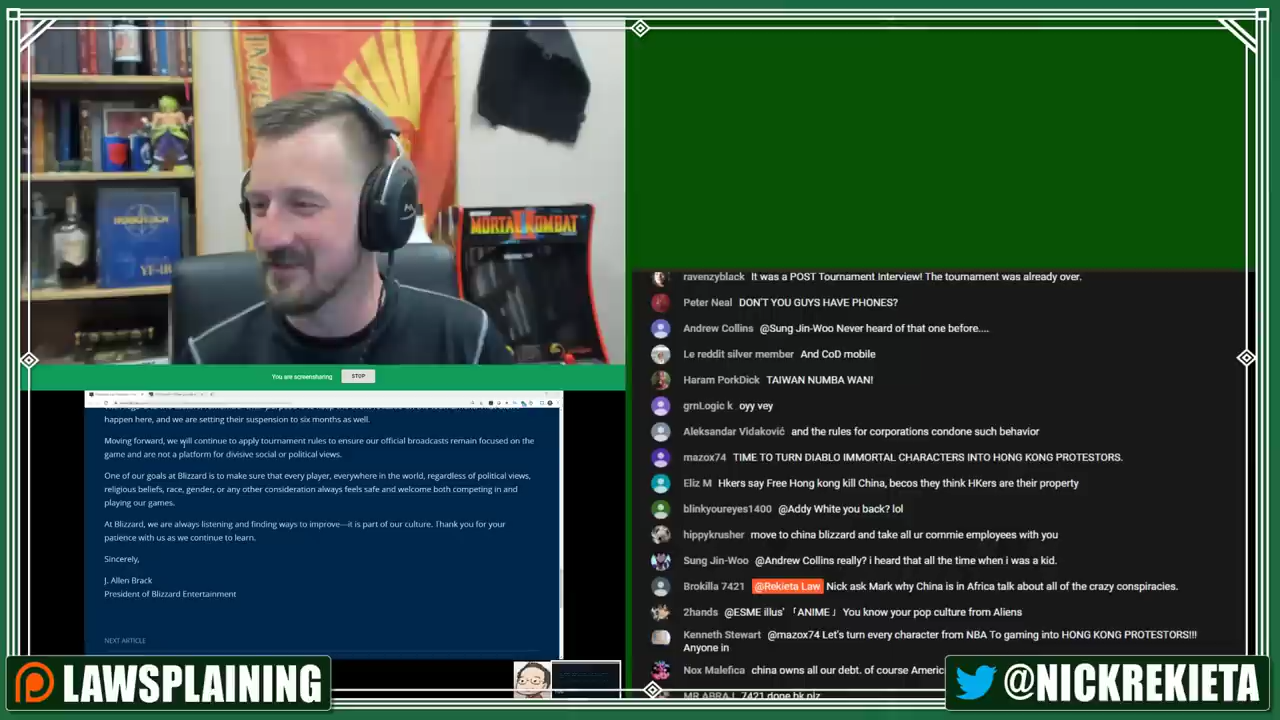 MORTAL KOMBAT
You are screensharing STOP
happen here, and we are setting their suspension to six months as well.
Moving forward, we will continue to apply tournament rules to ensure our official broadcasts remain focused on the
game and are not a platform for divisive social or political views.
One of our goals at Blizzard is to make sure that every player, everywhere in the world, regardless of political views,
religious beliefs, race, gender, or any other consideration always feels safe and welcome both competing in and
playing our games.
At Blizzard, we are always listening and finding ways to improve—it is part of our culture. Thank you for your
patience with us as we continue to learn.
Sincerely,
J. Allen Brack
President of Blizzard Entertainment
NEXT ARTICLE
ravenzyblack It was a POST Tournament Interview! The tournament was already over.
Peter Neal DON'T YOU GUYS HAVE PHONES?
Andrew Collins @Sung Jin-Woo Never heard of that one before....
Le reddit silver member And CoD mobile
Haram PorkDick TAIWAN NUMBA WAN!
grnLogic k oyy vey
Aleksandar Vidaković and the rules for corporations condone such behavior
mazox74 TIME TO TURN DIABLO IMMORTAL CHARACTERS INTO HONG KONG PROTESTORS.
Eliz M Hkers say Free Hong kong kill China, becos they think HKers are their property
blinkyoureyes1400 @Addy White you back? lol
hippykrusher move to china blizzard and take all ur commie employees with you
Sung Jin-Woo @Andrew Collins really? i heard that all the time when i was a kid.
Brokilla 7421 @Rekieta Law Nick ask Mark why China is in Africa talk about all of the crazy conspiracies.
2hands @ESME illus' 「ANIME」 You know your pop culture from Aliens
Kenneth Stewart @mazox74 Let's turn every character from NBA To gaming into HONG KONG PROTESTORS!!!
Anyone in
Nox Malefica china owns all our debt. of course Americ
LAWSPLAINING
@NICKREKIETA